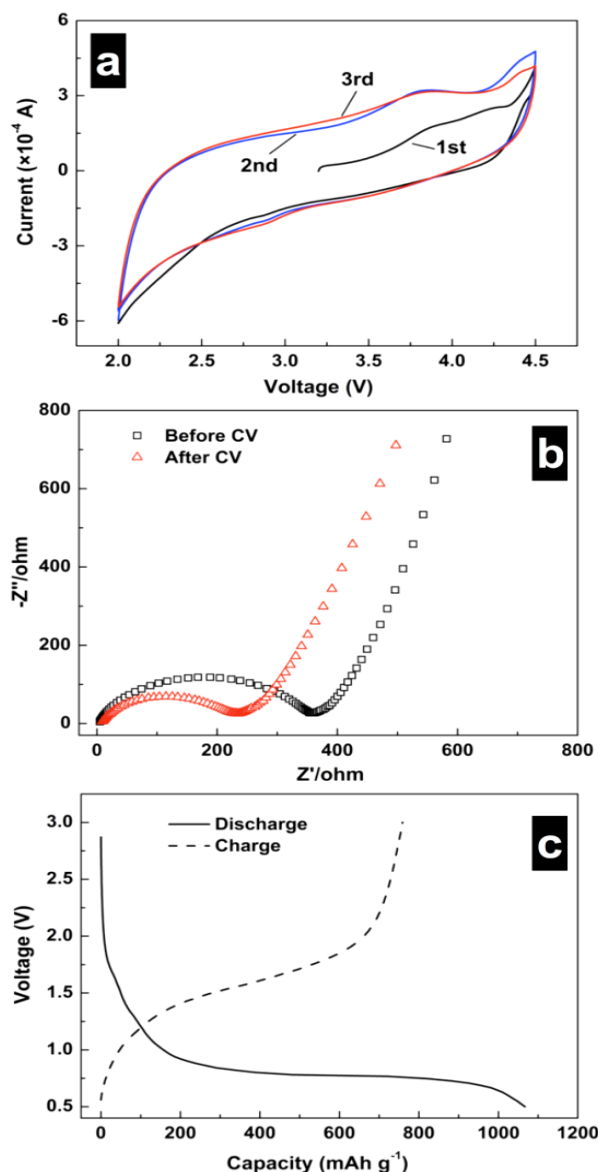 a
6
3
0
-3
-6
Current (×10⁻⁴ A)
3rd
2nd
1st
2.0 2.5 3.0 3.5 4.0 4.5
Voltage (V)
b
Before CV
After CV
800
600
400
200
0
-Z''/ohm
0 200 400 600 800
Z'/ohm
c
Discharge
Charge
3.0
2.5
2.0
1.5
1.0
0.5
Voltage (V)
0 200 400 600 800 1000 1200
Capacity (mAh g⁻¹)